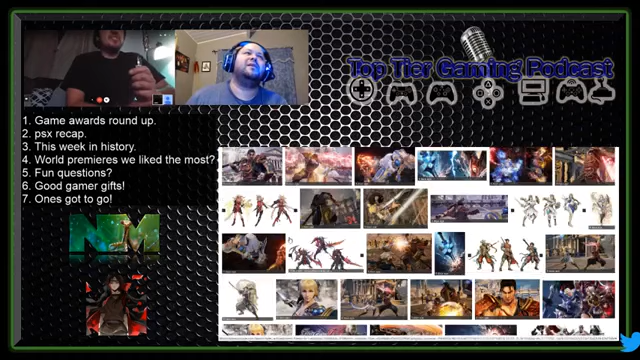 Top Tier Gaming Podcast
1. Game awards round up.
2. psx recap.
3. This week in history.
4. World premieres we liked the most?
5. Fun questions?
6. Good gamer gifts!
7. Ones got to go!